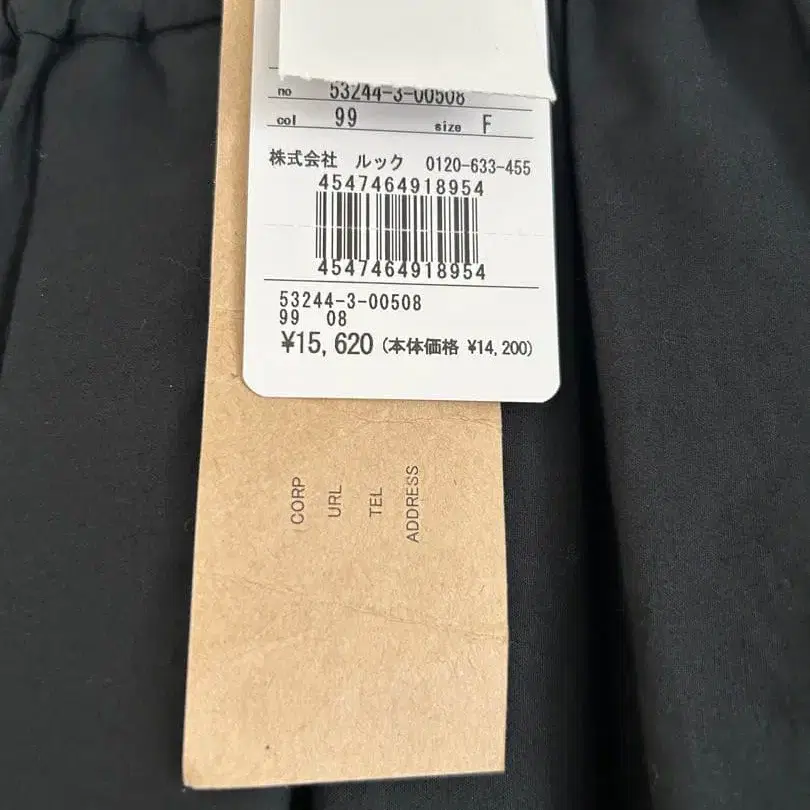 no 53244-3-00508
col 99 size F
株式会社 ルック 0120-633-455
4547464918954
4547464918954
53244-3-00508
99 08
¥15,620 (本体価格 ¥14,200)
CORP
URL
TEL
ADDRESS